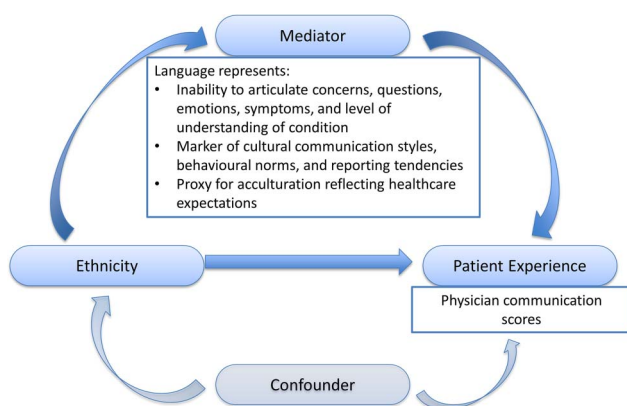 Mediator
Language represents:
• Inability to articulate concerns, questions,
emotions, symptoms, and level of
understanding of condition
• Marker of cultural communication styles,
behavioural norms, and reporting tendencies
• Proxy for acculturation reflecting healthcare
expectations
Ethnicity
Patient Experience
Physician communication
scores
Confounder